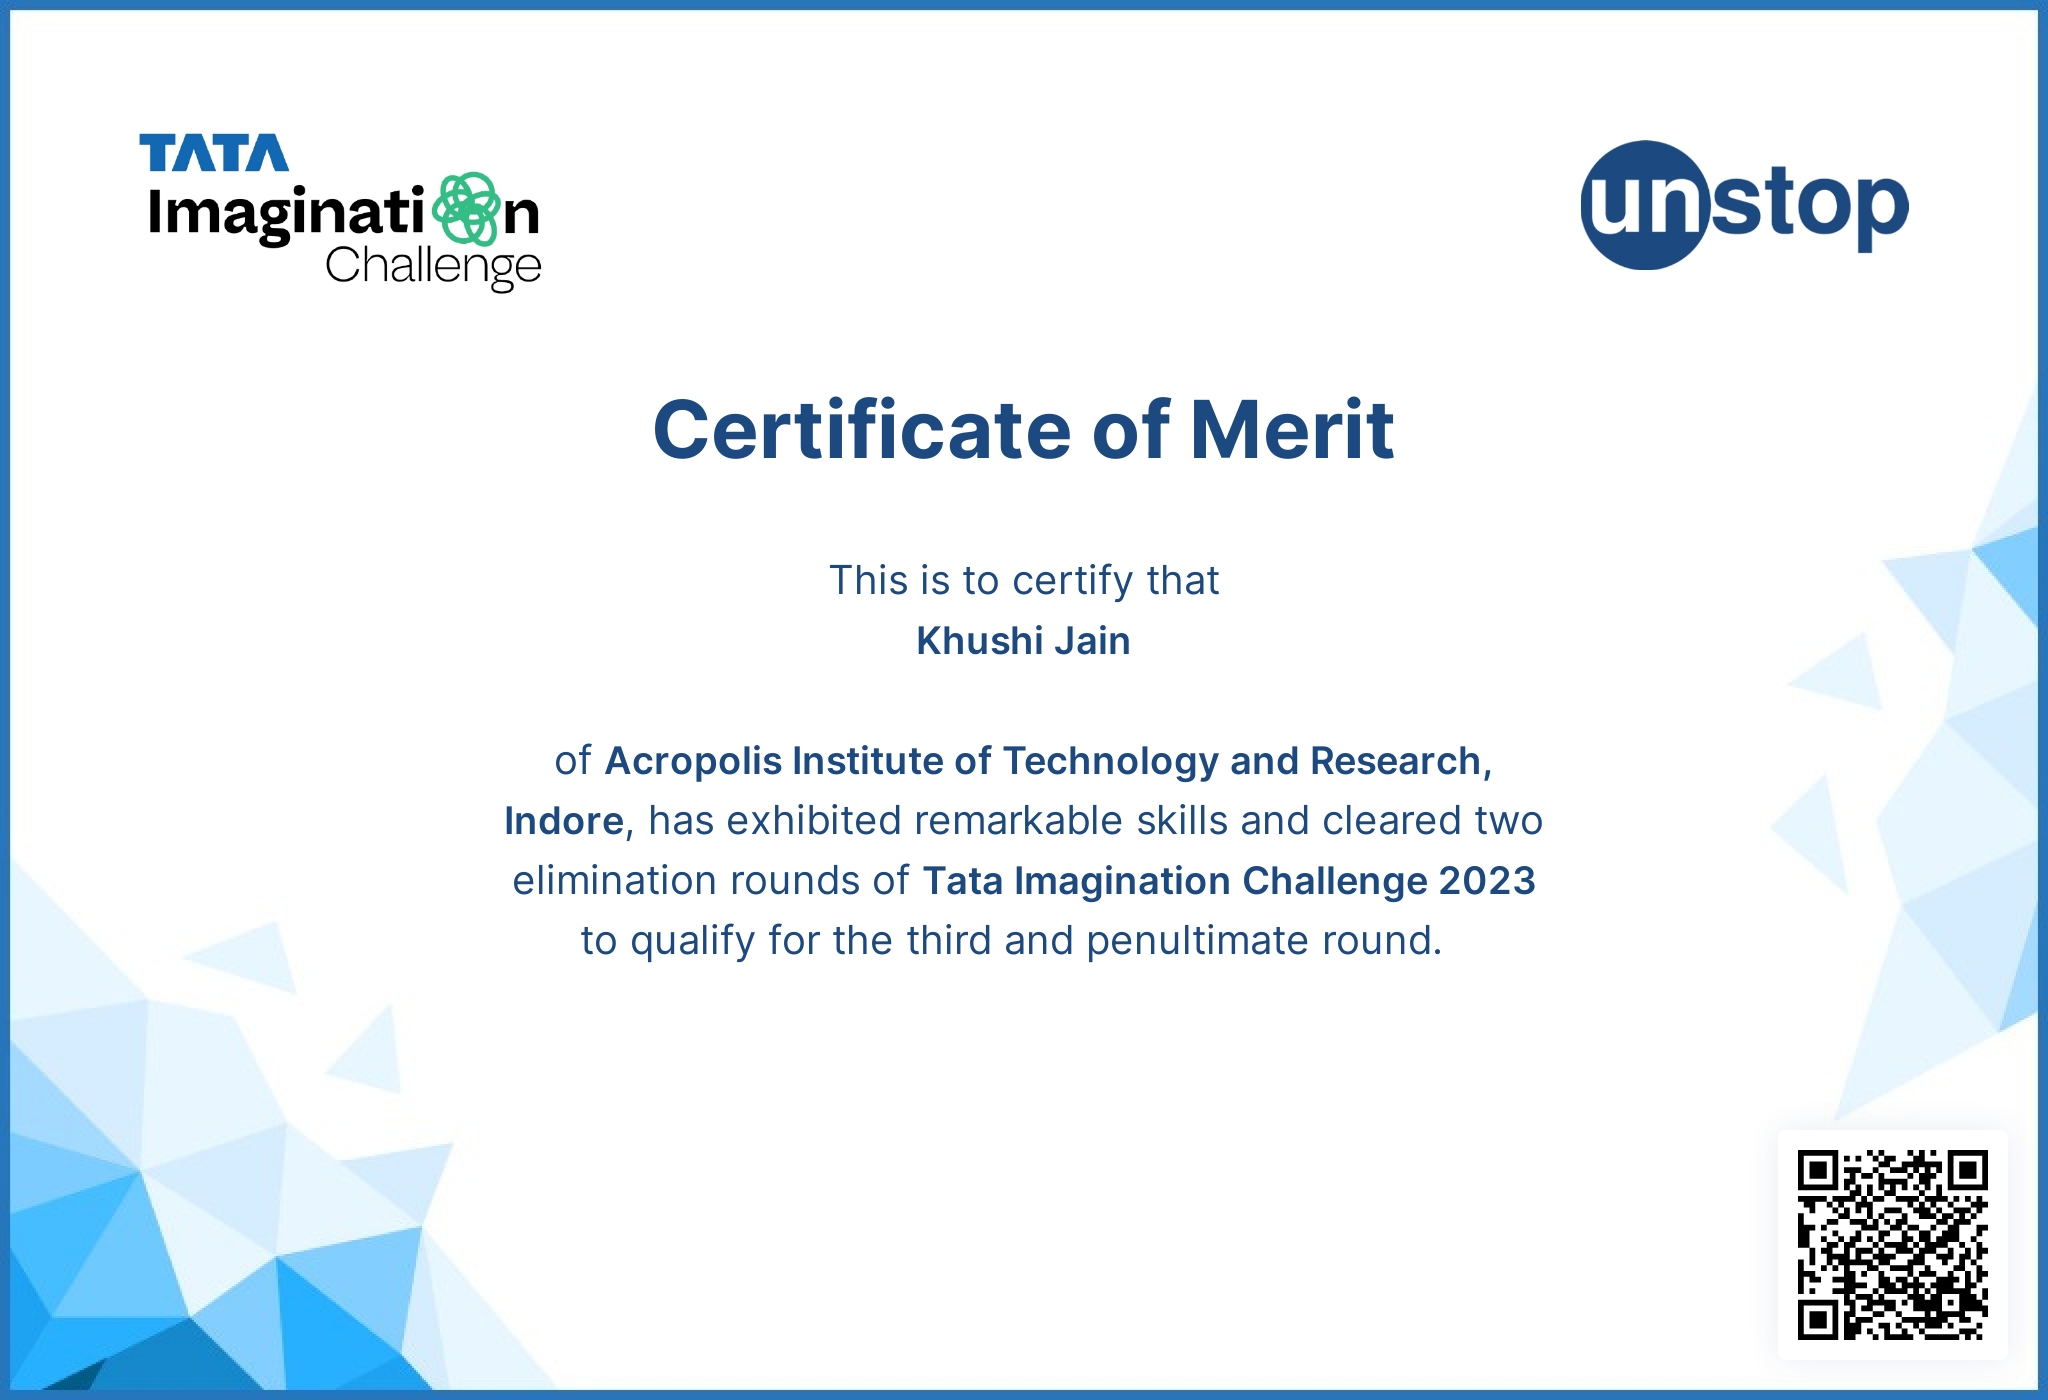 TATA
Imagination
Challenge
unstop
Certificate of Merit
This is to certify that
Khushi Jain
of Acropolis Institute of Technology and Research,
Indore, has exhibited remarkable skills and cleared two
elimination rounds of Tata Imagination Challenge 2023
to qualify for the third and penultimate round.